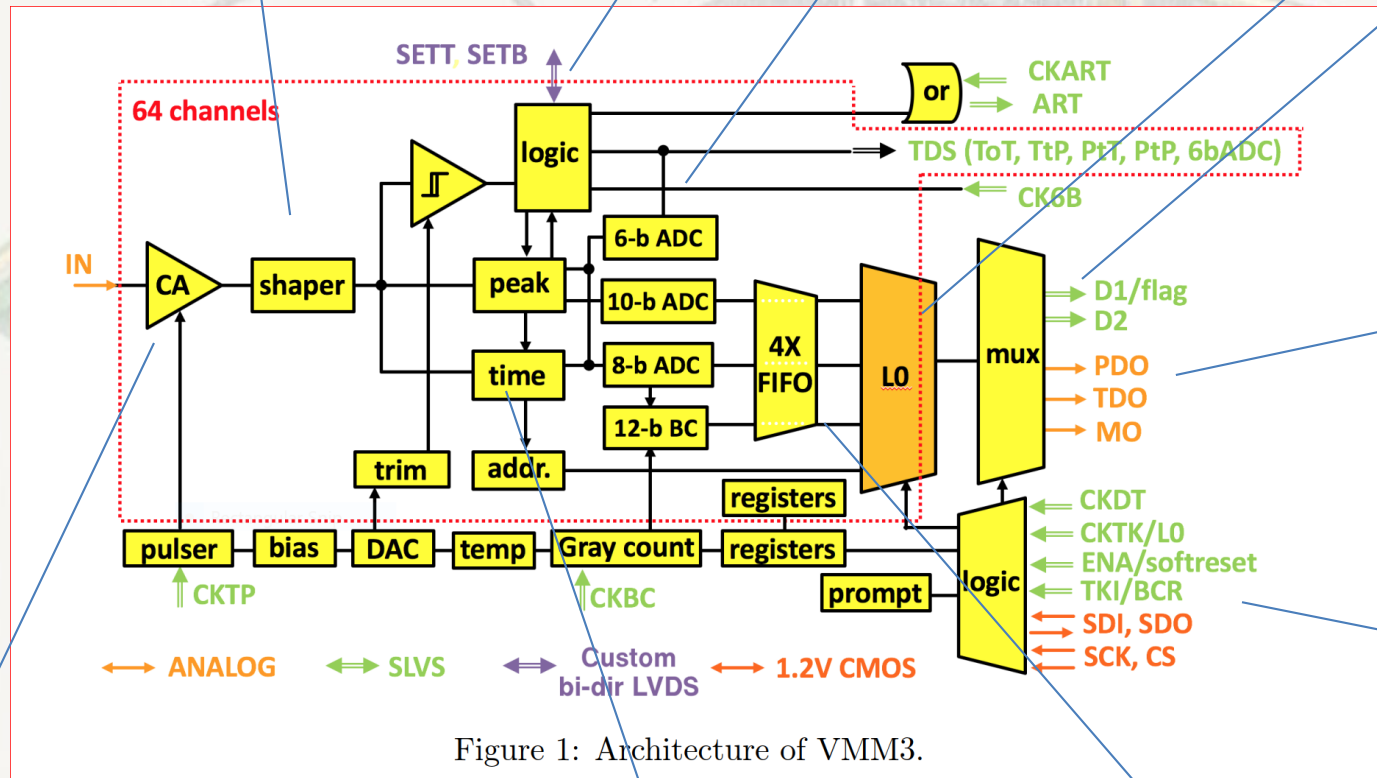 SETT, SETB
CKART
or
ART
64 channels
logic
TDS (ToT, TtP, PtT, PtP, 6bADC)
CK6B
6-b ADC
IN
CA
shaper
peak
10-b ADC
D1/flag
D2
4X
FIFO
L0
mux
PDO
TDO
MO
time
8-b ADC
12-b BC
trim
addr.
registers
CKDT
pulser
bias
DAC
temp
Gray count
registers
CKTK/L0
ENA/softreset
logic
TKI/BCR
prompt
CKTP
CKBC
SDI, SDO
SCK, CS
ANALOG
SLVS
Custom
bi-dir LVDS
1.2V CMOS
Figure 1: Architecture of VMM3.